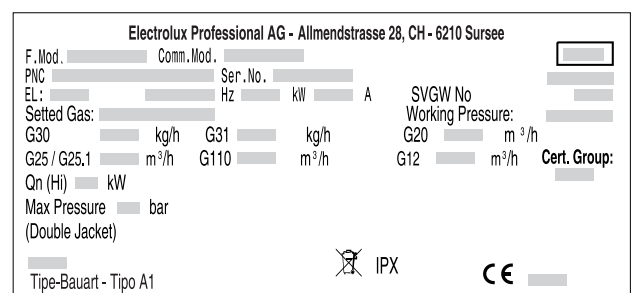 Electrolux Professional AG - Allmendstrasse 28, CH - 6210 Sursee
F.Mod. Comm.Mod.
PNC Ser.No.
EL: Hz kW A SVGW No
Setted Gas: Working Pressure:
G30 kg/h G31 kg/h G20 m³/h
G25 / G25.1 m³/h G110 m³/h G12 m³/h Cert. Group:
Qn (Hi) kW
Max Pressure bar
(Double Jacket)
IPX CE
Tipe-Bauart - Tipo A1